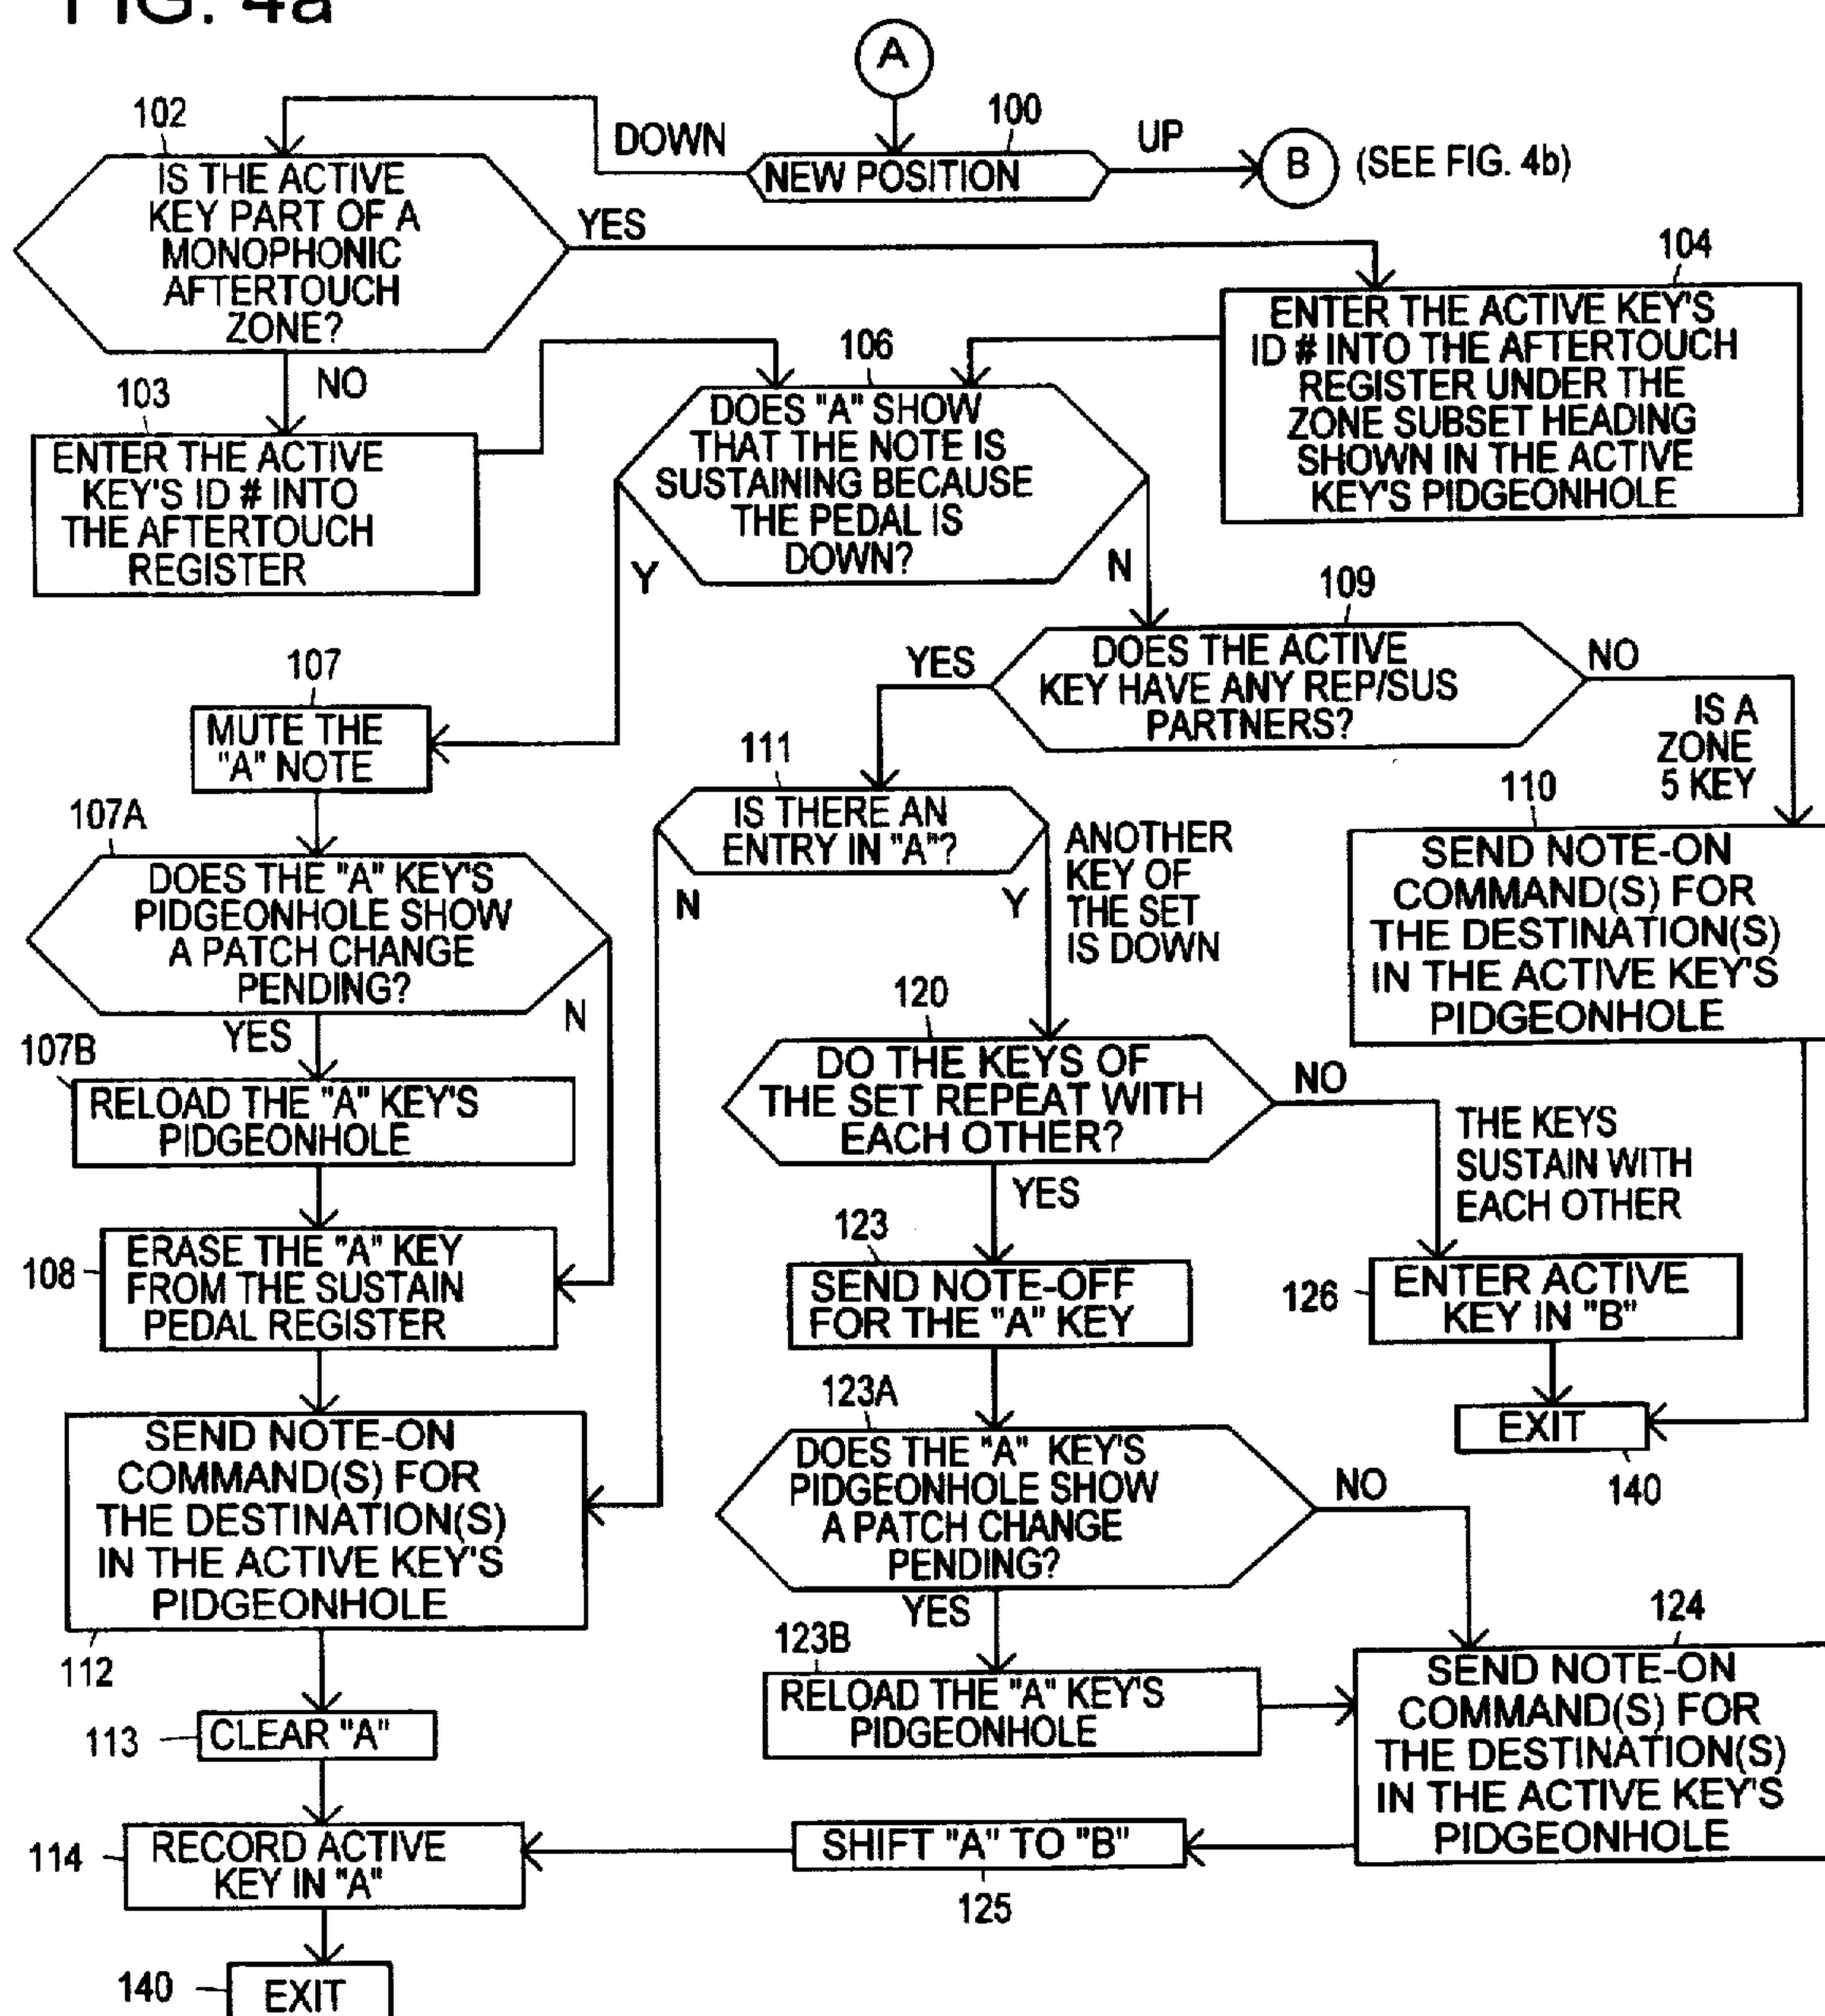 FIG. 4a
A
102
DOWN
100
NEW POSITION
UP
B
(SEE FIG. 4b)
IS THE ACTIVE
KEY PART OF A
MONOPHONIC
AFTERTOUCH
ZONE?
YES
104
ENTER THE ACTIVE KEY'S
ID # INTO THE AFTERTOUCH
REGISTER UNDER THE
ZONE SUBSET HEADING
SHOWN IN THE ACTIVE
KEY'S PIDGEONHOLE
NO
103
ENTER THE ACTIVE
KEY'S ID # INTO
THE AFTERTOUCH
REGISTER
106
DOES "A" SHOW
THAT THE NOTE IS
SUSTAINING BECAUSE
THE PEDAL IS
DOWN?
Y
N
109
DOES THE ACTIVE
KEY HAVE ANY REP/SUS
PARTNERS?
YES
NO
IS A
ZONE
5 KEY
107
MUTE THE
"A" NOTE
111
IS THERE AN
ENTRY IN "A"?
N
Y
ANOTHER
KEY OF
THE SET
IS DOWN
110
SEND NOTE-ON
COMMAND(S) FOR
THE DESTINATION(S)
IN THE ACTIVE KEY'S
PIDGEONHOLE
107A
DOES THE "A" KEY'S
PIDGEONHOLE SHOW
A PATCH CHANGE
PENDING?
YES
N
107B
RELOAD THE "A" KEY'S
PIDGEONHOLE
120
DO THE KEYS OF
THE SET REPEAT WITH
EACH OTHER?
NO
THE KEYS
SUSTAIN WITH
EACH OTHER
YES
108
ERASE THE "A" KEY
FROM THE SUSTAIN
PEDAL REGISTER
123
SEND NOTE-OFF
FOR THE "A" KEY
126
ENTER ACTIVE
KEY IN "B"
EXIT
140
123A
DOES THE "A" KEY'S
PIDGEONHOLE SHOW
A PATCH CHANGE
PENDING?
NO
YES
SEND NOTE-ON
COMMAND(S) FOR
THE DESTINATION(S)
IN THE ACTIVE KEY'S
PIDGEONHOLE
112
123B
RELOAD THE "A" KEY'S
PIDGEONHOLE
124
SEND NOTE-ON
COMMAND(S) FOR
THE DESTINATION(S)
IN THE ACTIVE KEY'S
PIDGEONHOLE
113
CLEAR "A"
114
RECORD ACTIVE
KEY IN "A"
SHIFT "A" TO "B"
125
140
EXIT